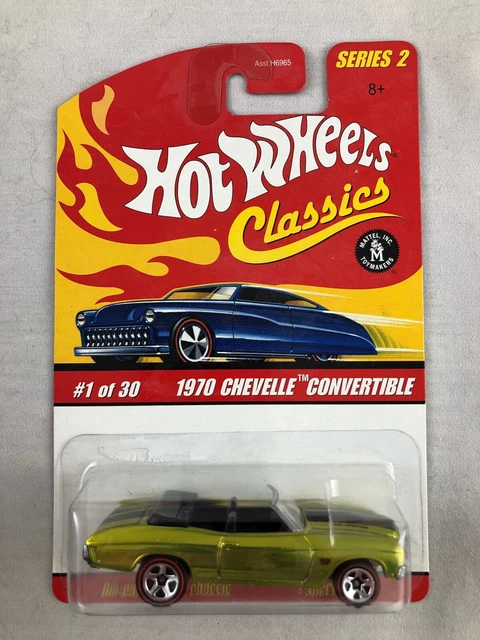 Asst.H6965
SERIES 2
8+
HOT WHEELS
Classics
MATTEL, INC.
M
TOYMAKERS
#1 of 30
1970 CHEVELLE™ CONVERTIBLE